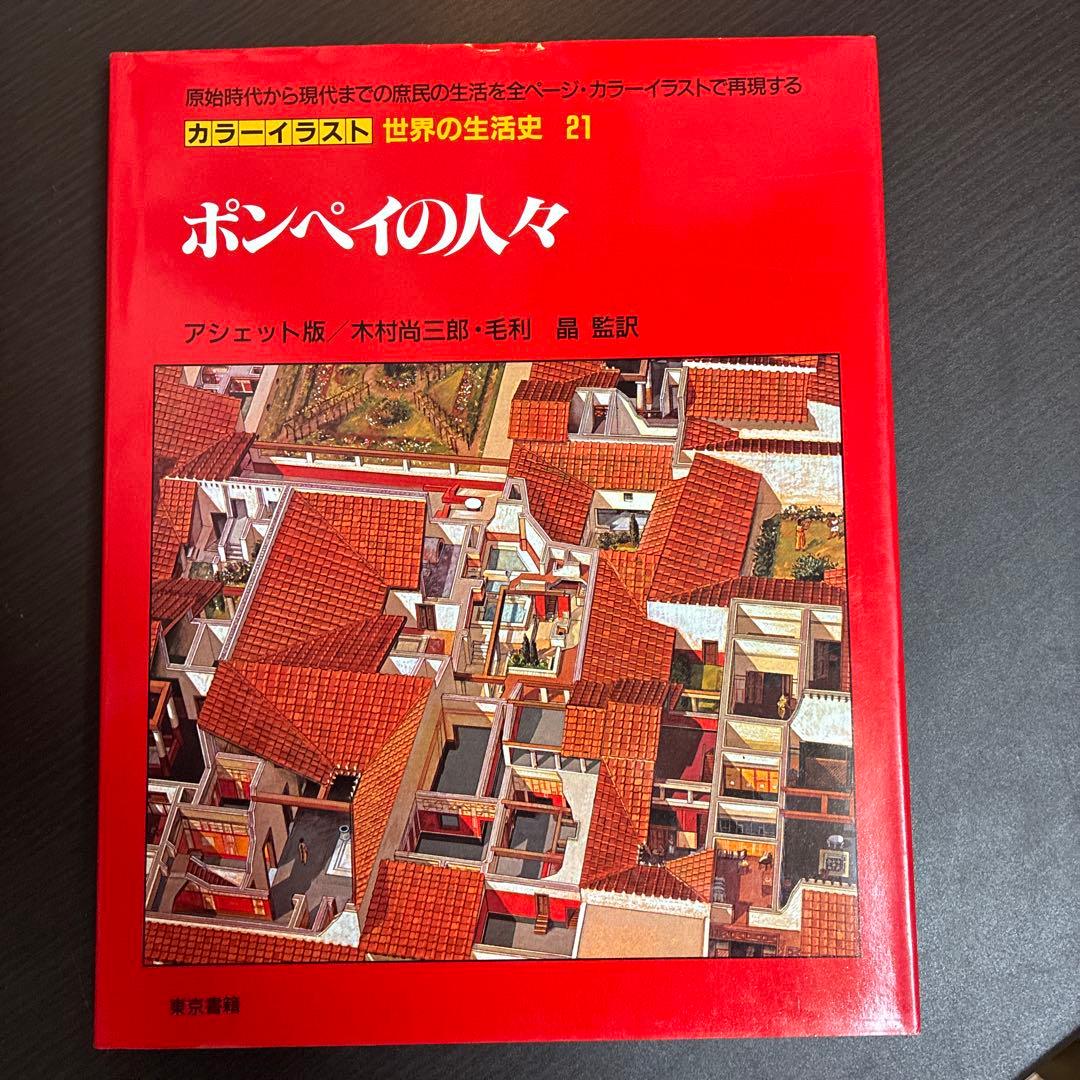 原始時代から現代までの庶民の生活を全ページ・カラーイラストで再現する
カラーイラスト 世界の生活史 21
ポンペイの人々
アシェット版／木村尚三郎・毛利 晶 監訳
東京書籍